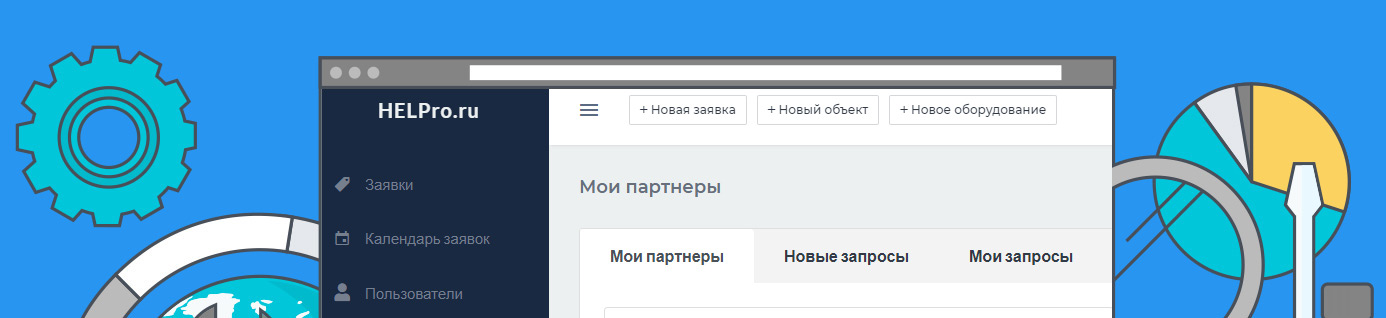 HELPro.ru
+ Новая заявка
+ Новый объект
+ Новое оборудование
Заявки
Календарь заявок
Пользователи
Мои партнеры
Мои партнеры
Новые запросы
Мои запросы